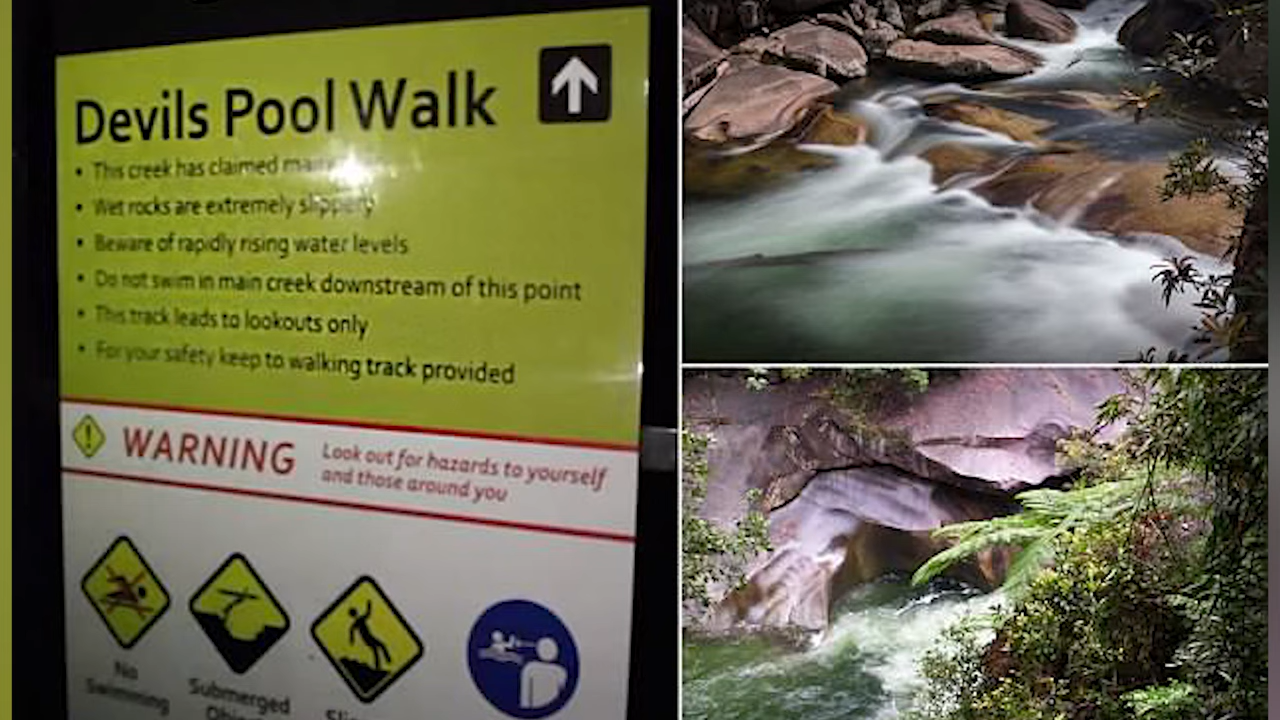 Devils Pool Walk
• This creek has claimed many
• Wet rocks are extremely slippery
• Beware of rapidly rising water levels
• Do not swim in main creek downstream of this point
• This track leads to lookouts only
• For your safety keep to walking track provided
WARNING
Look out for hazards to yourself
and those around you
No
Swimming
Submerged